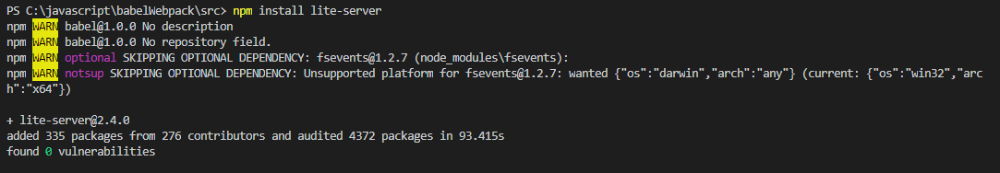 PS C:\javascript\babelWebpack\src> npm install lite-server
npm WARN babel@1.0.0 No description
npm WARN babel@1.0.0 No repository field.
npm WARN optional SKIPPING OPTIONAL DEPENDENCY: fsevents@1.2.7 (node_modules\fsevents):
npm WARN notsup SKIPPING OPTIONAL DEPENDENCY: Unsupported platform for fsevents@1.2.7: wanted {"os":"darwin","arch":"any"} (current: {"os":"win32","arc
h":"x64"})
+ lite-server@2.4.0
added 335 packages from 276 contributors and audited 4372 packages in 93.415s
found 0 vulnerabilities